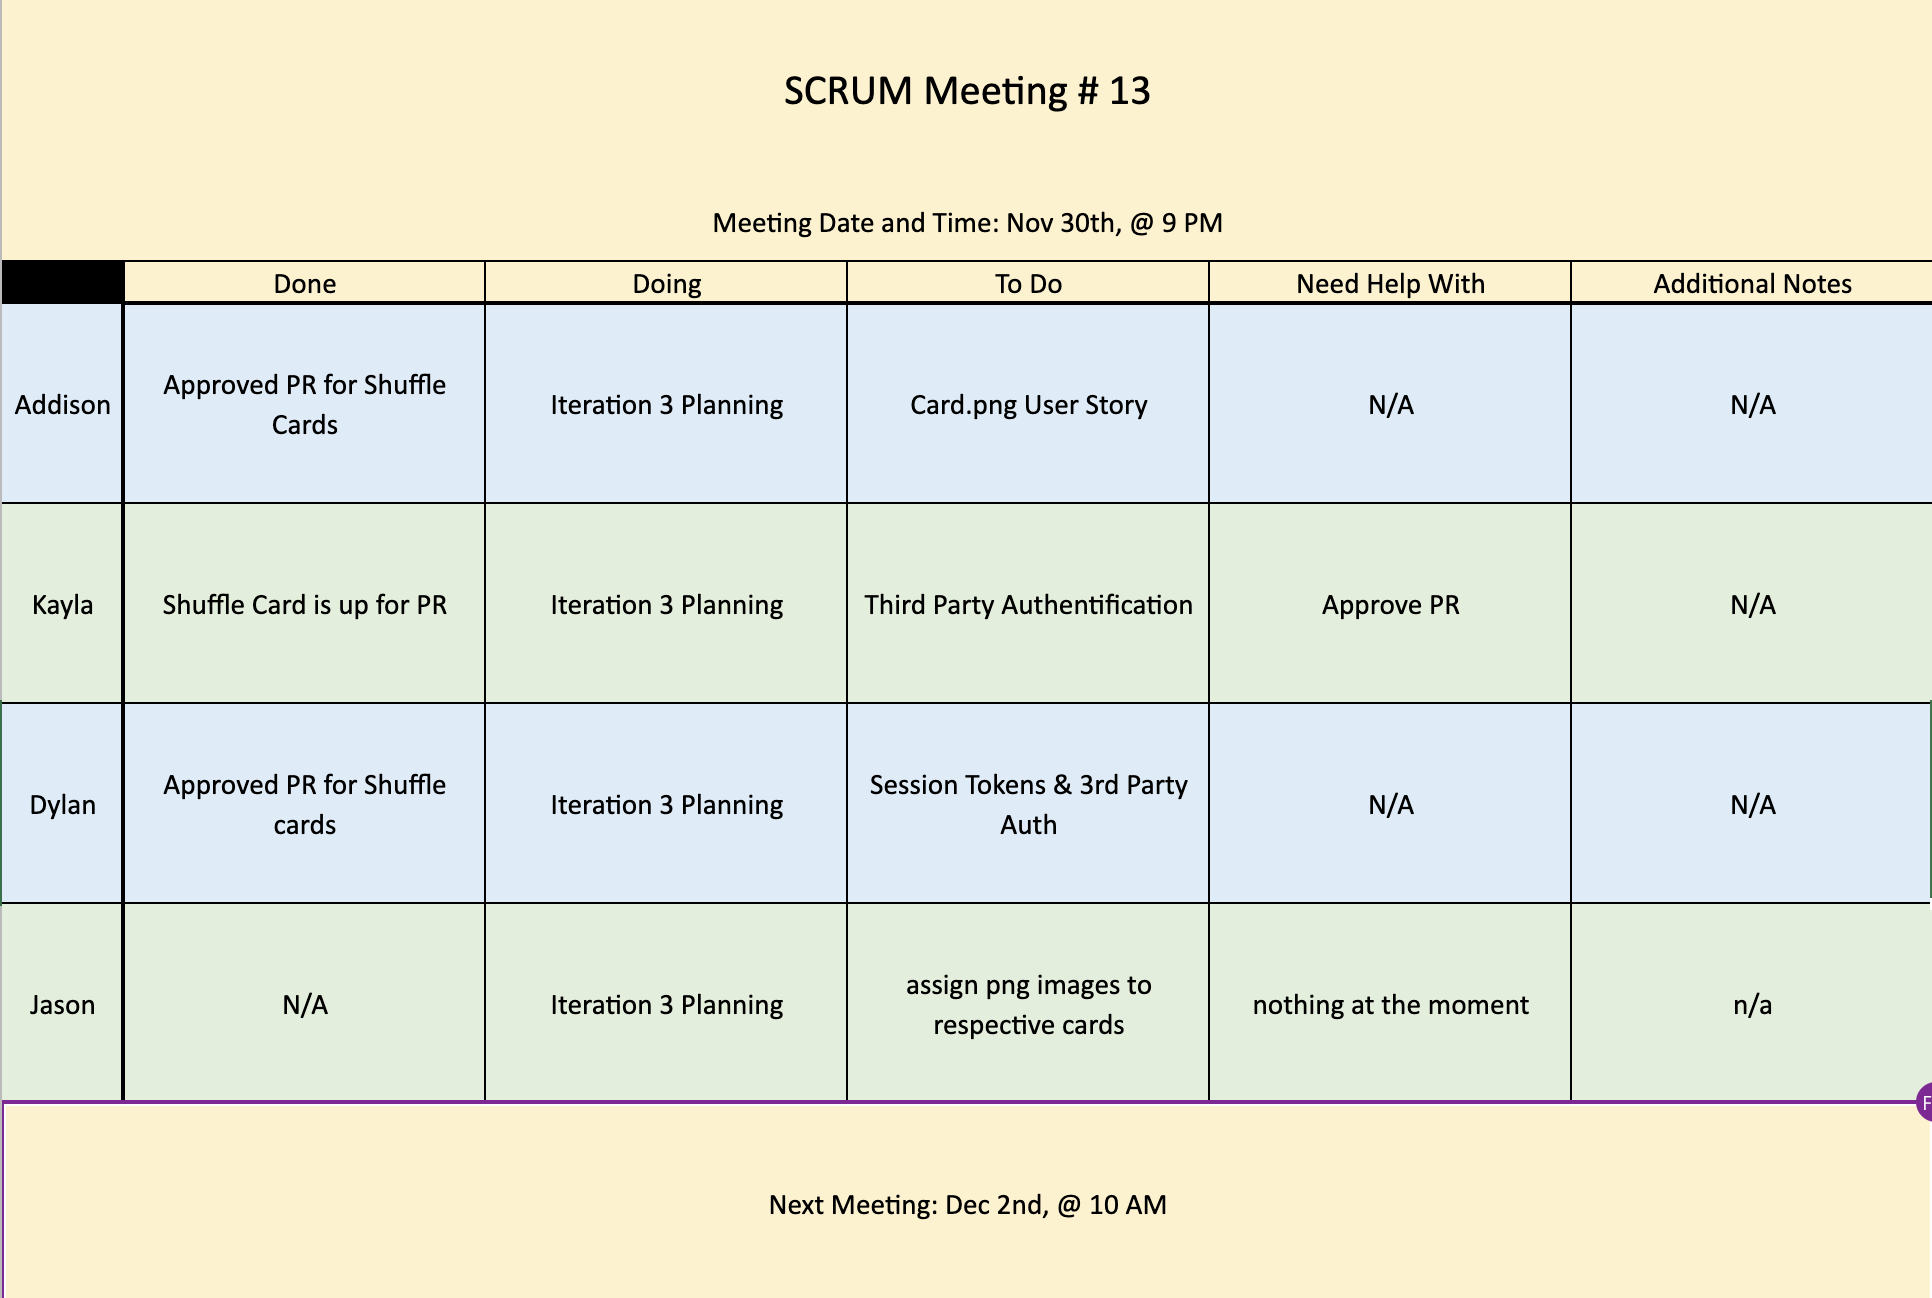 SCRUM Meeting # 13
Meeting Date and Time: Nov 30th, @ 9 PM
Done
Doing
To Do
Need Help With
Additional Notes
Addison
Approved PR for Shuffle
Cards
Iteration 3 Planning
Card.png User Story
N/A
N/A
Kayla
Shuffle Card is up for PR
Iteration 3 Planning
Third Party Authentification
Approve PR
N/A
Dylan
Approved PR for Shuffle
cards
Iteration 3 Planning
Session Tokens & 3rd Party
Auth
N/A
N/A
Jason
N/A
Iteration 3 Planning
assign png images to
respective cards
nothing at the moment
n/a
F
Next Meeting: Dec 2nd, @ 10 AM